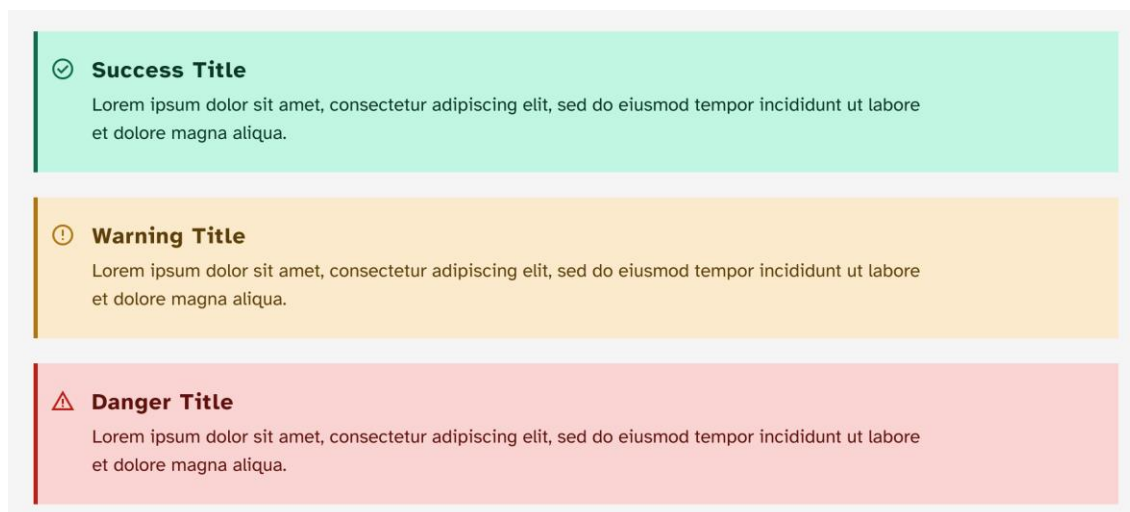 Success Title
Lorem ipsum dolor sit amet, consectetur adipiscing elit, sed do eiusmod tempor incididunt ut labore
et dolore magna aliqua.
Warning Title
Lorem ipsum dolor sit amet, consectetur adipiscing elit, sed do eiusmod tempor incididunt ut labore
et dolore magna aliqua.
Danger Title
Lorem ipsum dolor sit amet, consectetur adipiscing elit, sed do eiusmod tempor incididunt ut labore
et dolore magna aliqua.